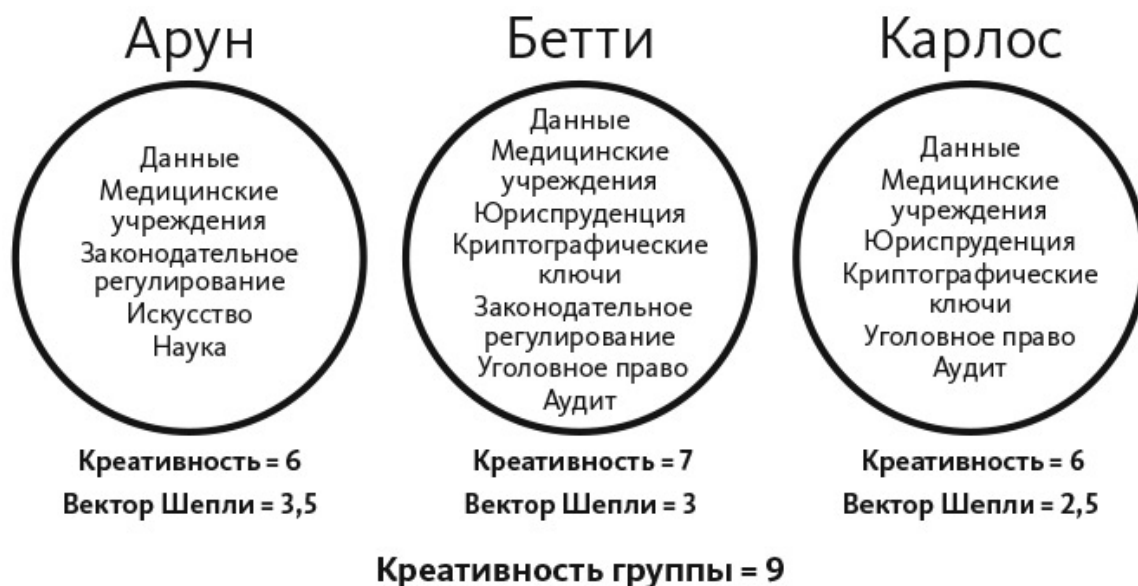 Арун
Данные
Медицинские
учреждения
Законодательное
регулирование
Искусство
Наука
Креативность = 6
Вектор Шепли = 3,5
Бетти
Данные
Медицинские
учреждения
Юриспруденция
Криптографические
ключи
Законодательное
регулирование
Уголовное право
Аудит
Креативность = 7
Вектор Шепли = 3
Карлос
Данные
Медицинские
учреждения
Юриспруденция
Криптографические
ключи
Уголовное право
Аудит
Креативность = 6
Вектор Шепли = 2,5
Креативность группы = 9